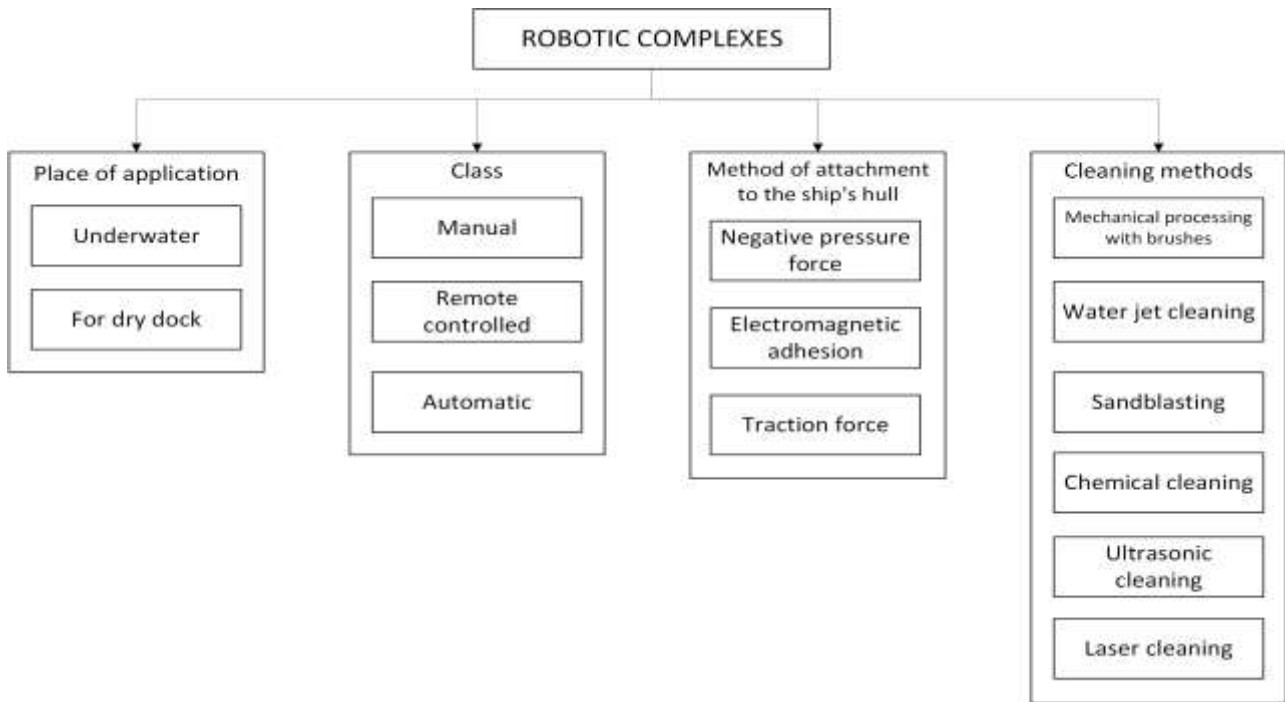 ROBOTIC COMPLEXES
Place of application
Underwater
For dry dock
Class
Manual
Remote
controlled
Automatic
Method of attachment
to the ship's hull
Negative pressure
force
Electromagnetic
adhesion
Traction force
Cleaning methods
Mechanical processing
with brushes
Water jet cleaning
Sandblasting
Chemical cleaning
Ultrasonic
cleaning
Laser cleaning